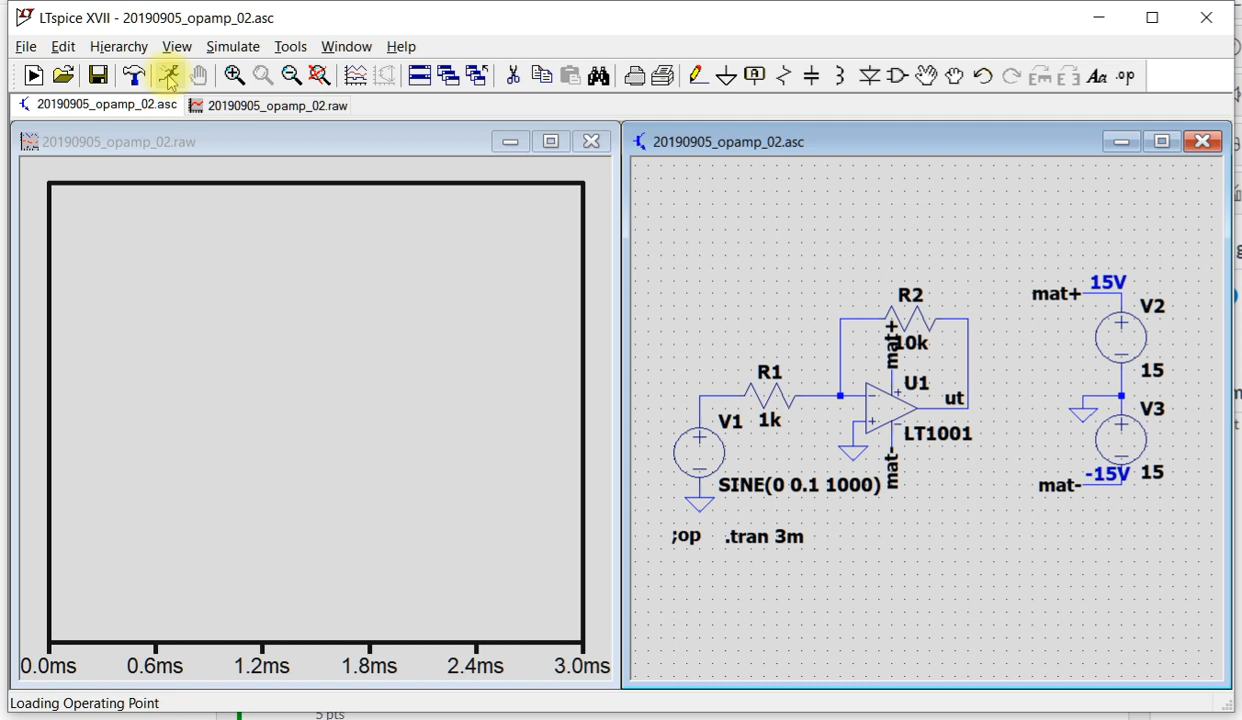 LTspice XVII - 20190905_opamp_02.asc
File Edit Hierarchy View Simulate Tools Window Help
Aa .op
20190905_opamp_02.asc 20190905_opamp_02.raw
20190905_opamp_02.raw
20190905_opamp_02.asc
0.0ms 0.6ms 1.2ms 1.8ms 2.4ms 3.0ms
R2
10k
mat+
R1
1k
U1
ut
LT1001
mat-
V1
SINE(0 0.1 1000)
;op .tran 3m
mat+ 15V
V2
15
V3
15
mat- -15V
Loading Operating Point
5 pts